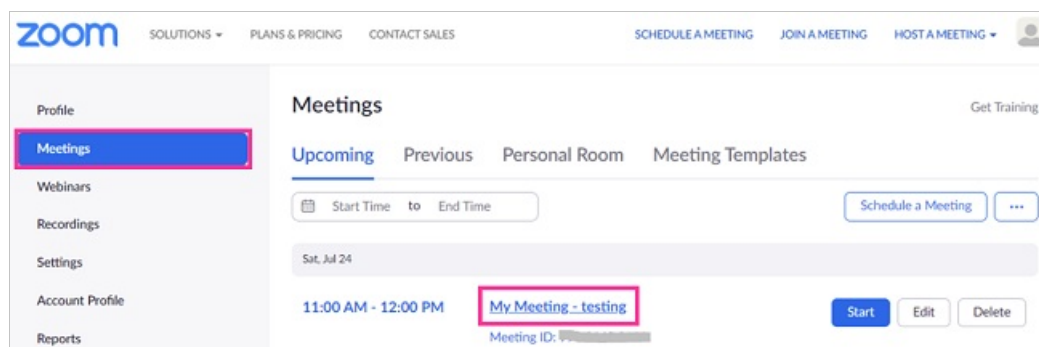 zoom SOLUTIONS PLANS & PRICING CONTACT SALES SCHEDULE A MEETING JOIN A MEETING HOST A MEETING
Profile
Meetings
Webinars
Recordings
Settings
Account Profile
Reports
Meetings
Get Training
Upcoming Previous Personal Room Meeting Templates
Start Time to End Time
Schedule a Meeting ...
Sat, Jul 24
11:00 AM - 12:00 PM My Meeting - testing Start Edit Delete
Meeting ID: